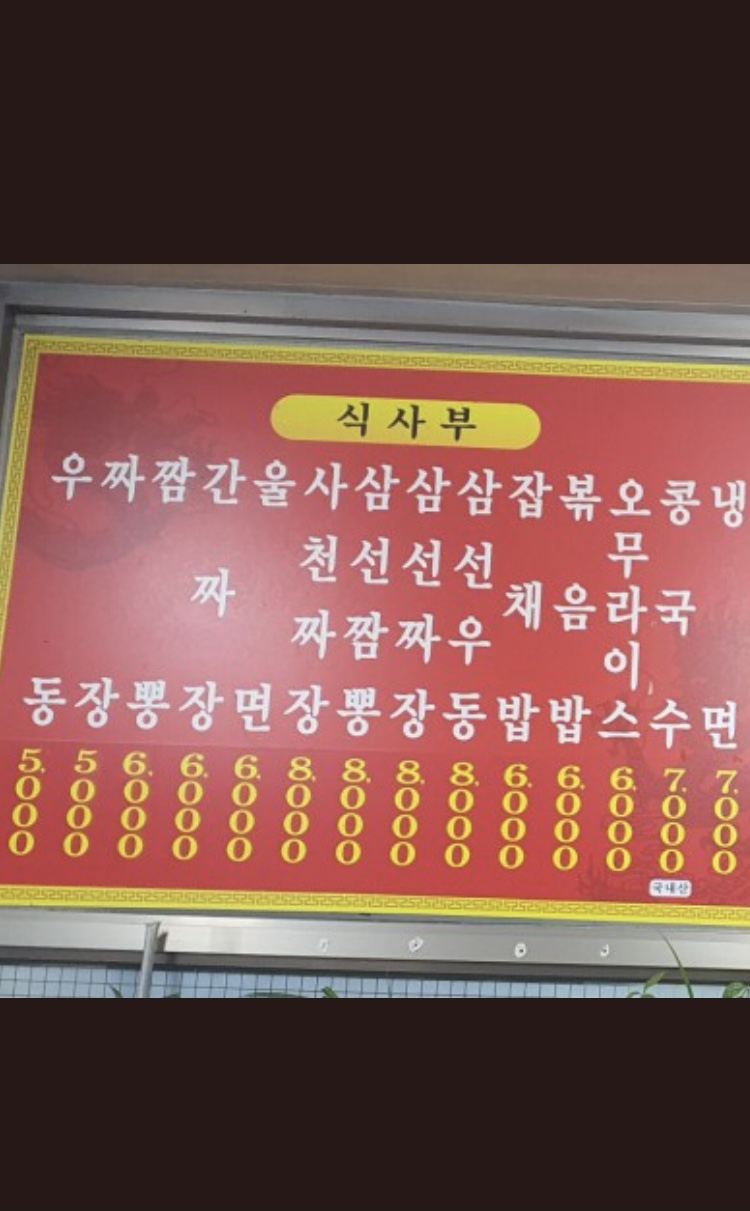 식사부
우동 5,000
짜장 5000
짬뽕 6,000
간짜장 6,000
울면 6,000
사천짜장 8,000
삼선짬뽕 8,000
삼선짜장 8,000
삼선우동 8,000
잡채밥 6,000
볶음밥 6,000
오무라이스 6,000
콩국수 7,000
국내산
냉면 7,000